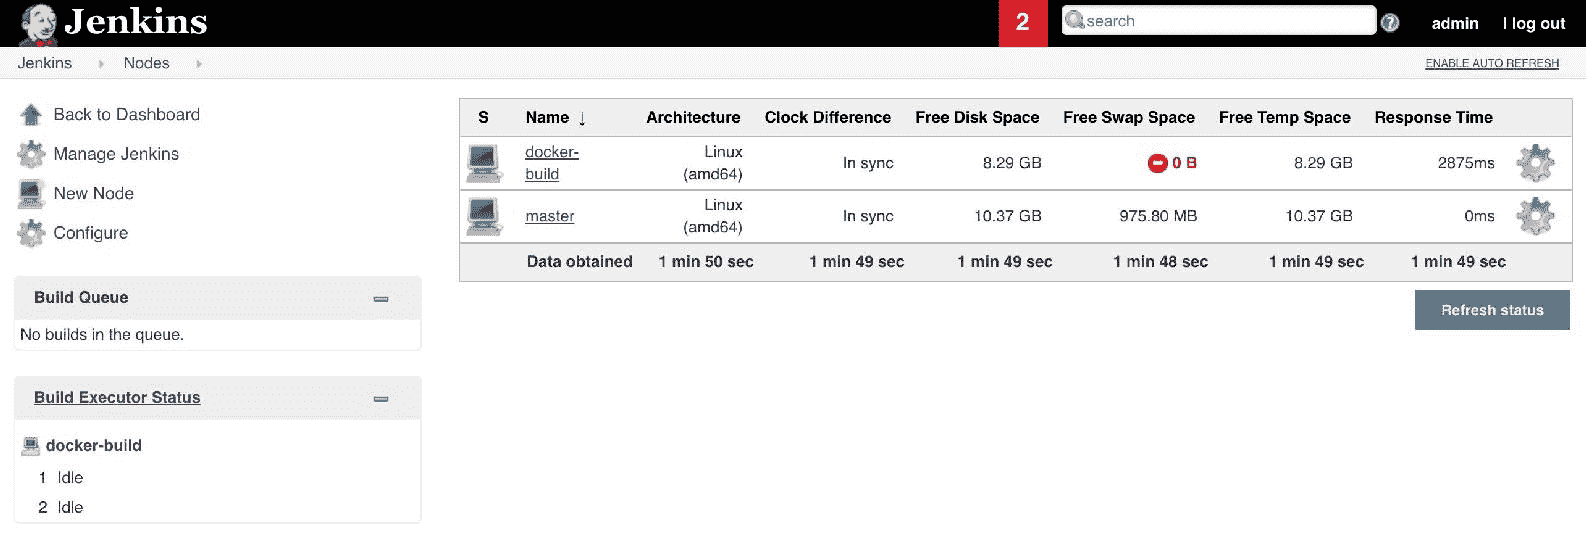 Jenkins
2
search
admin
| log out
Jenkins
Nodes
ENABLE AUTO REFRESH
Back to Dashboard
Manage Jenkins
New Node
Configure
Build Queue
No builds in the queue.
Build Executor Status
docker-build
1 Idle
2 Idle
S Name ↓ Architecture Clock Difference Free Disk Space Free Swap Space Free Temp Space Response Time
docker-
build
Linux
(amd64)
In sync 8.29 GB 0 B 8.29 GB 2875ms
master
Linux
(amd64)
In sync 10.37 GB 975.80 MB 10.37 GB 0ms
Data obtained 1 min 50 sec 1 min 49 sec 1 min 49 sec 1 min 48 sec 1 min 49 sec 1 min 49 sec
Refresh status